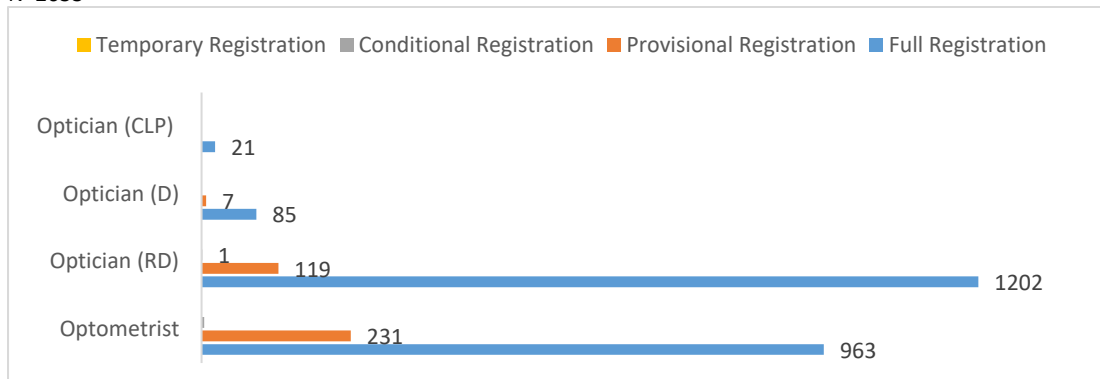 Temporary Registration Conditional Registration Provisional Registration Full Registration
Optician (CLP)
21
Optician (D)
7
85
Optician (RD)
1
119
1202
Optometrist
231
963